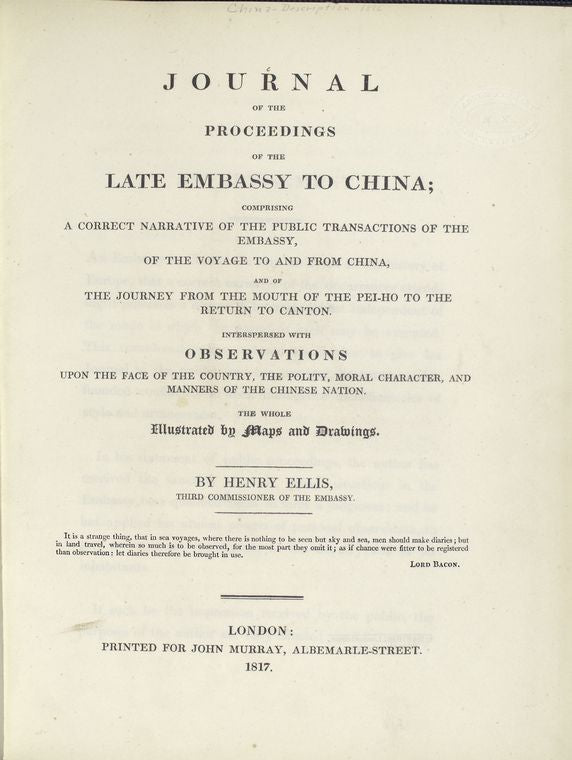 China - Description 1816
JOURNAL
OF THE
PROCEEDINGS
OF THE
LATE EMBASSY TO CHINA;
COMPRISING
A CORRECT NARRATIVE OF THE PUBLIC TRANSACTIONS OF THE
EMBASSY,
OF THE VOYAGE TO AND FROM CHINA,
AND OF
THE JOURNEY FROM THE MOUTH OF THE PEI-HO TO THE
RETURN TO CANTON.
INTERSPERSED WITH
OBSERVATIONS
UPON THE FACE OF THE COUNTRY, THE POLITY, MORAL CHARACTER, AND
MANNERS OF THE CHINESE NATION.
THE WHOLE
Illustrated by Maps and Drawings.
BY HENRY ELLIS,
THIRD COMMISSIONER OF THE EMBASSY.
It is a strange thing, that in sea voyages, where there is nothing to be seen but sky and sea, men should make diaries; but
in land travel, wherein so much is to be observed, for the most part they omit it; as if chance were fitter to be registered
than observation: let diaries therefore be brought in use.
LORD BACON.
LONDON:
PRINTED FOR JOHN MURRAY, ALBEMARLE-STREET.
1817.